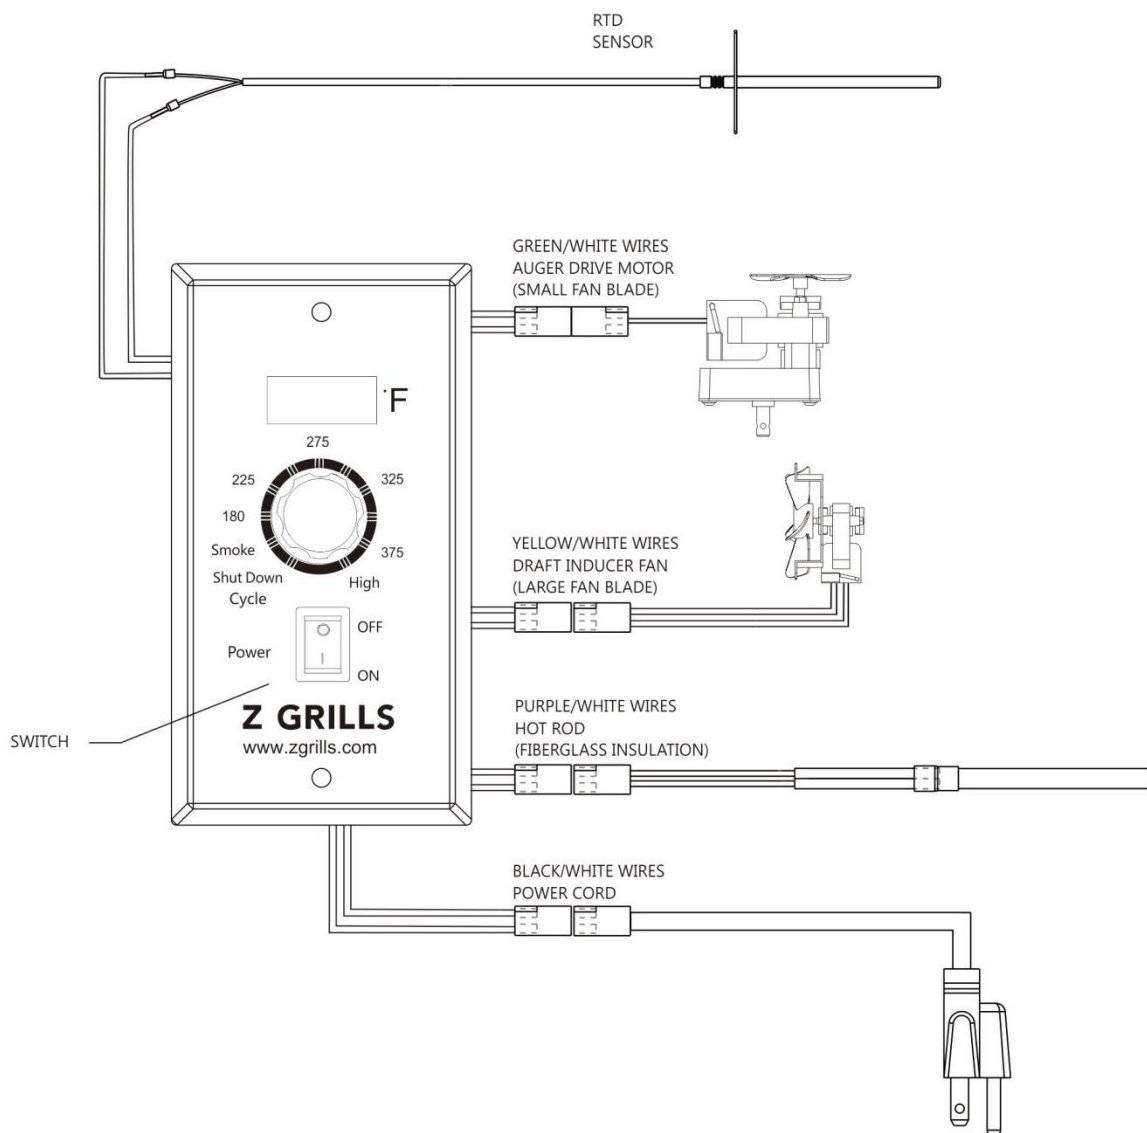 RTD
SENSOR
GREEN/WHITE WIRES
AUGER DRIVE MOTOR
(SMALL FAN BLADE)
°F
275
225
325
180
Smoke
375
Shut Down
Cycle
High
YELLOW/WHITE WIRES
DRAFT INDUCER FAN
(LARGE FAN BLADE)
OFF
Power
ON
SWITCH
Z GRILLS
www.zgrills.com
PURPLE/WHITE WIRES
HOT ROD
(FIBERGLASS INSULATION)
BLACK/WHITE WIRES
POWER CORD